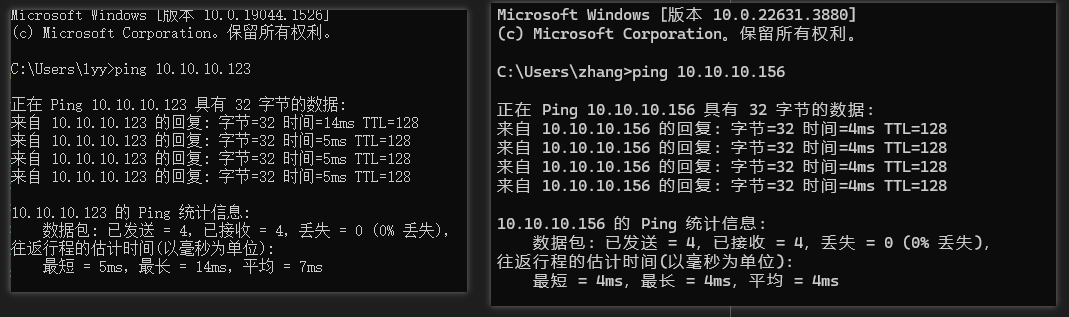 Microsoft Windows [版本 10.0.19044.1526]
(c) Microsoft Corporation。保留所有权利。
C:\Users\lyy>ping 10.10.10.123
正在 Ping 10.10.10.123 具有 32 字节的数据:
来自 10.10.10.123 的回复: 字节=32 时间=14ms TTL=128
来自 10.10.10.123 的回复: 字节=32 时间=5ms TTL=128
来自 10.10.10.123 的回复: 字节=32 时间=5ms TTL=128
来自 10.10.10.123 的回复: 字节=32 时间=5ms TTL=128
10.10.10.123 的 Ping 统计信息:
数据包: 已发送 = 4，已接收 = 4，丢失 = 0 (0% 丢失)，
往返行程的估计时间(以毫秒为单位):
最短 = 5ms，最长 = 14ms，平均 = 7ms
Microsoft Windows [版本 10.0.22631.3880]
(c) Microsoft Corporation。保留所有权利。
C:\Users\zhang>ping 10.10.10.156
正在 Ping 10.10.10.156 具有 32 字节的数据:
来自 10.10.10.156 的回复: 字节=32 时间=4ms TTL=128
来自 10.10.10.156 的回复: 字节=32 时间=4ms TTL=128
来自 10.10.10.156 的回复: 字节=32 时间=4ms TTL=128
来自 10.10.10.156 的回复: 字节=32 时间=4ms TTL=128
10.10.10.156 的 Ping 统计信息:
数据包: 已发送 = 4，已接收 = 4，丢失 = 0 (0% 丢失)，
往返行程的估计时间(以毫秒为单位):
最短 = 4ms，最长 = 4ms，平均 = 4ms